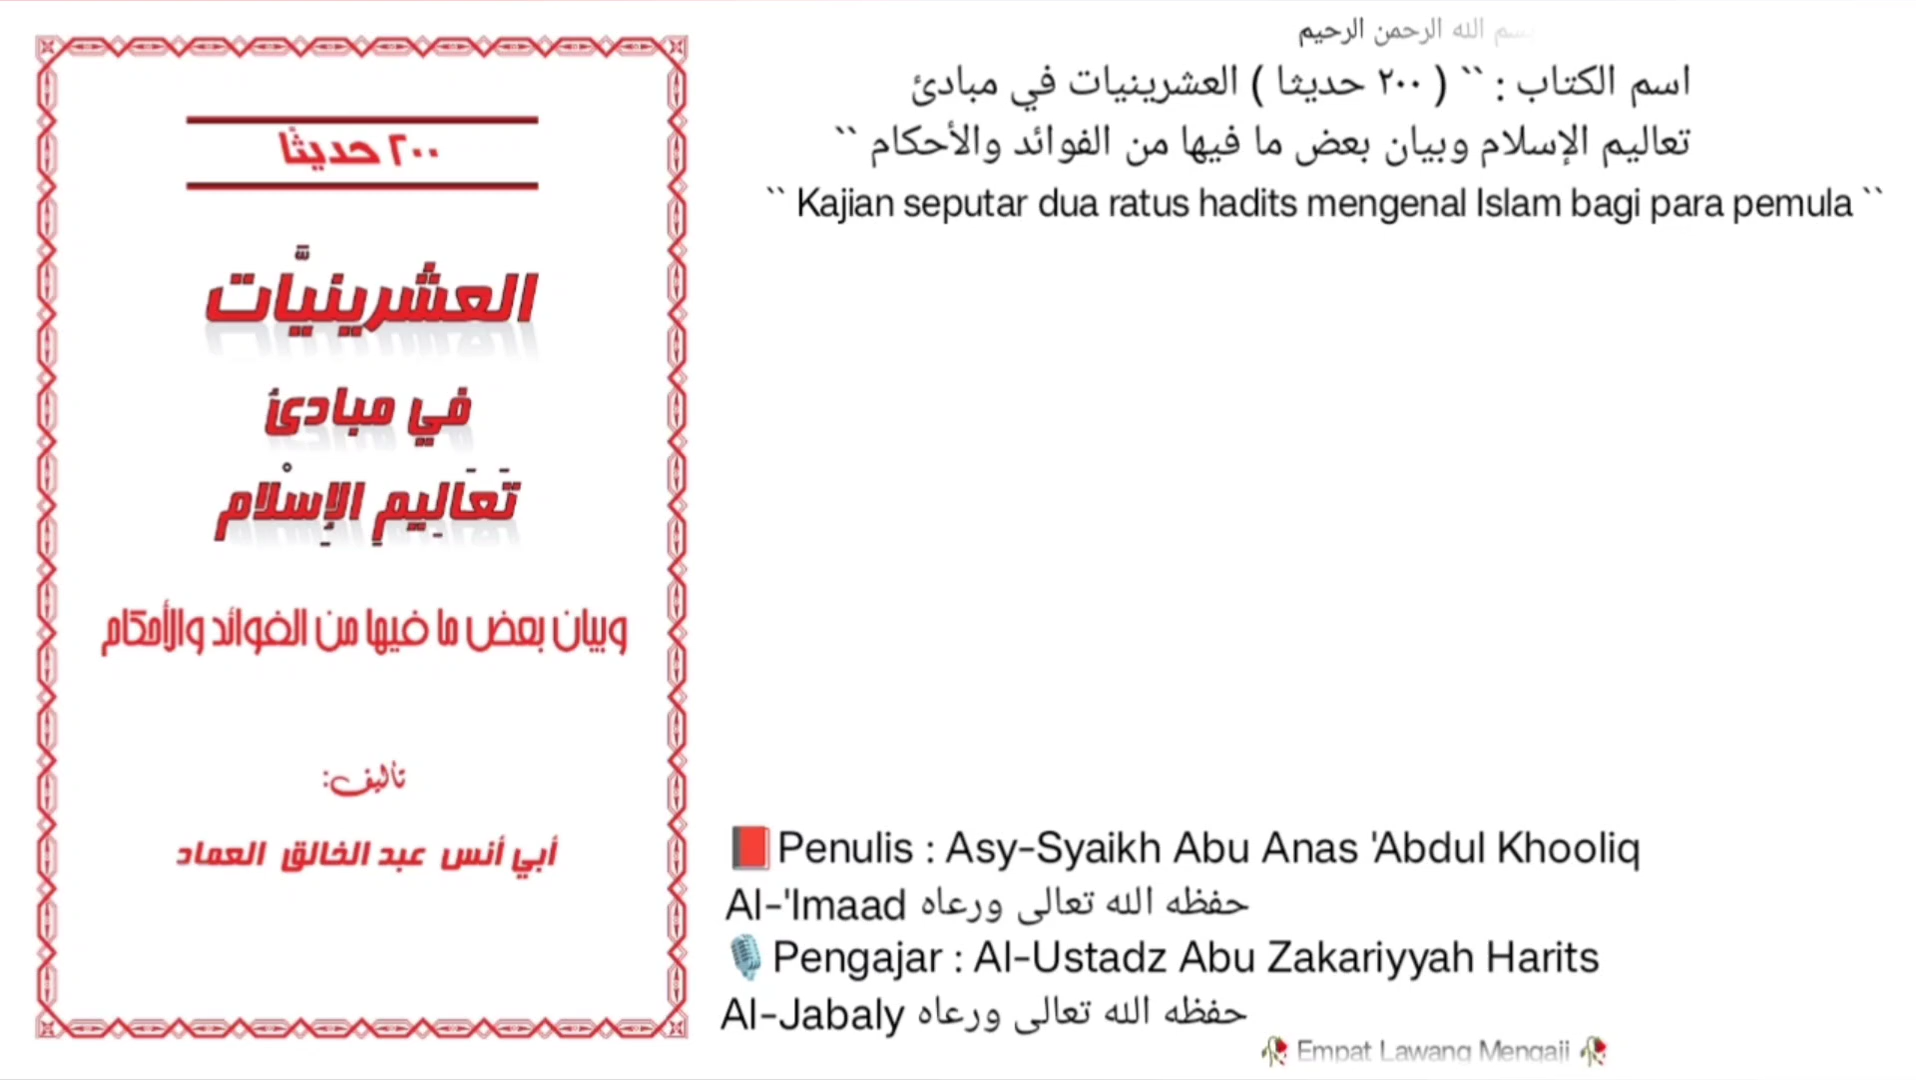 ٢٠٠ حديثًا
العشرينيَّات
في مبادئ
تَعَالِيمِ الإِسْلام
وبيان بعض ما فيها من الفوائد والأحكام
تأليف:
أبي أنس عبد الخالق العماد
بسم الله الرحمن الرحيم
اسم الكتاب : `` ( ٢٠٠ حديثا ) العشرينيات في مبادئ
تعاليم الإسلام وبيان بعض ما فيها من الفوائد والأحكام ``
`` Kajian seputar dua ratus hadits mengenal Islam bagi para pemula ``
📕Penulis : Asy-Syaikh Abu Anas 'Abdul Khooliq
Al-'Imaad حفظه الله تعالى ورعاه
🎙️Pengajar : Al-Ustadz Abu Zakariyyah Harits
Al-Jabaly حفظه الله تعالى ورعاه
🥀 Empat Lawang Mengaji 🥀